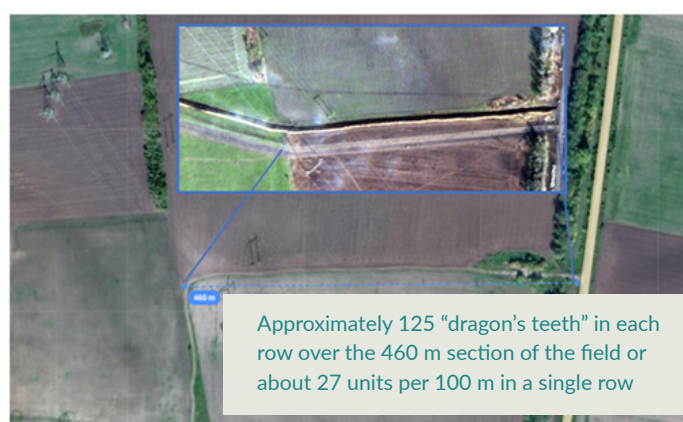 460 m
Approximately 125 “dragon’s teeth” in each
row over the 460 m section of the field or
about 27 units per 100 m in a single row